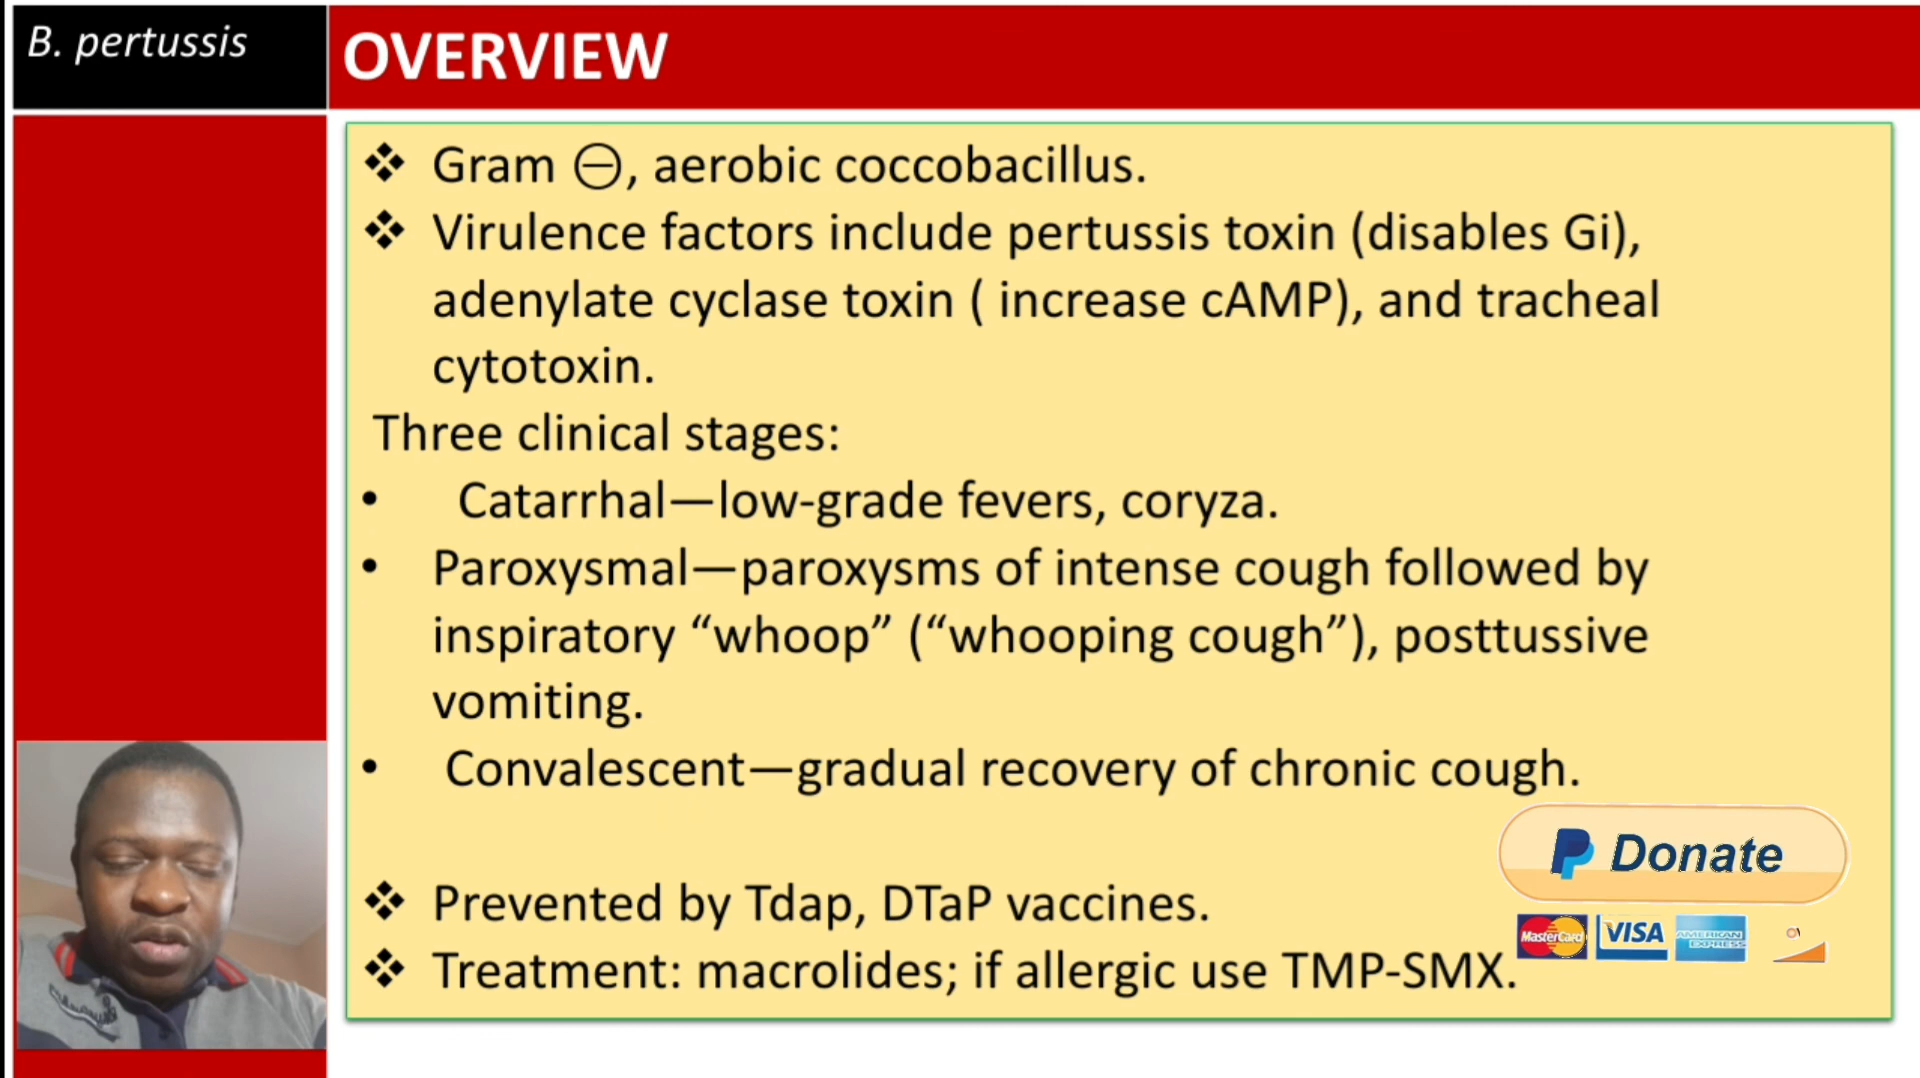 B. pertussis
OVERVIEW
❖ Gram ⊖, aerobic coccobacillus.
❖ Virulence factors include pertussis toxin (disables Gi),
adenylate cyclase toxin ( increase cAMP), and tracheal
cytotoxin.
Three clinical stages:
• Catarrhal—low-grade fevers, coryza.
• Paroxysmal—paroxysms of intense cough followed by
inspiratory “whoop” (“whooping cough”), posttussive
vomiting.
• Convalescent—gradual recovery of chronic cough.
Donate
MasterCard VISA AMERICAN EXPRESS
❖ Prevented by Tdap, DTaP vaccines.
❖ Treatment: macrolides; if allergic use TMP-SMX.